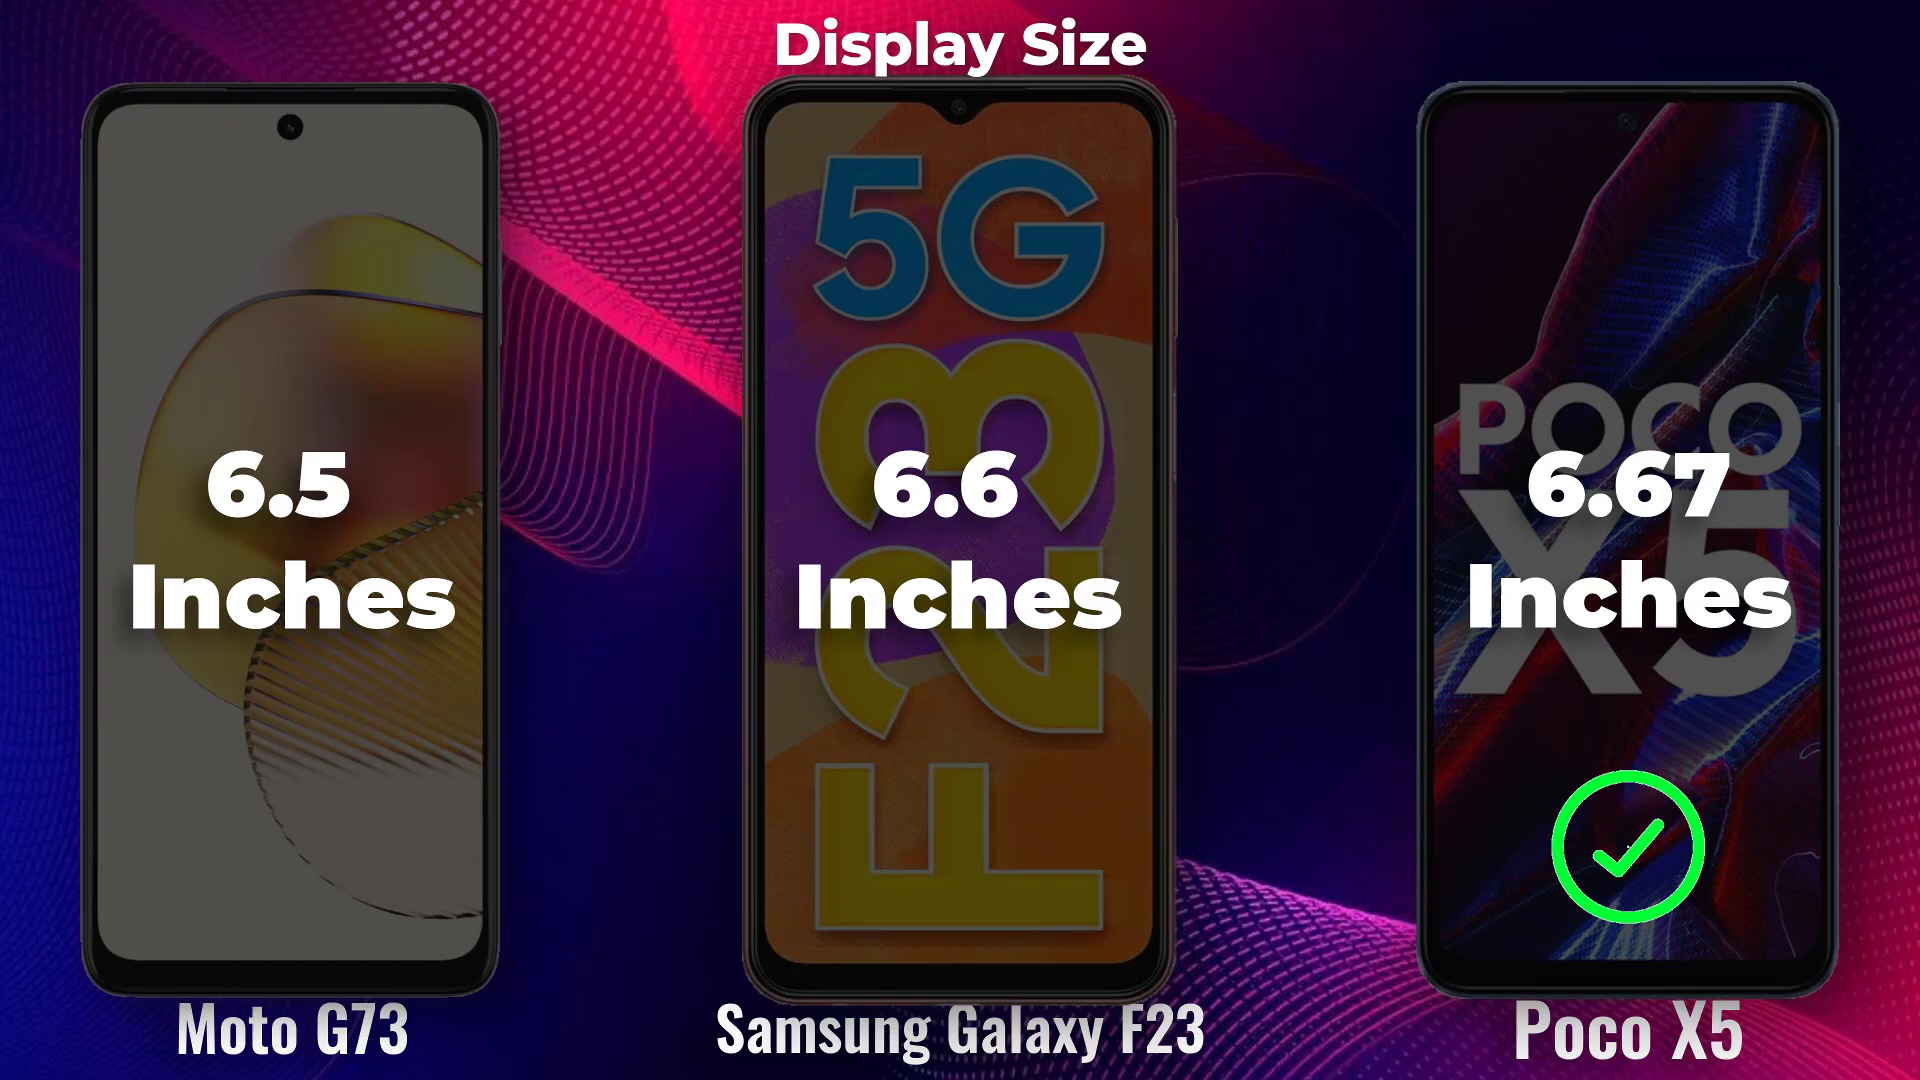 Display Size
6.5
Inches
Moto G73
5G
F23
6.6
Inches
Samsung Galaxy F23
POCO
X5
6.67
Inches
Poco X5